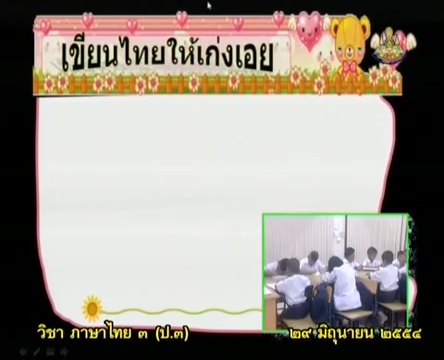 เขียนไทยให้เก่งเอย
วิชา ภาษาไทย ๓ (ป.๓)
๒๙ มิถุนายน ๒๕๕๔